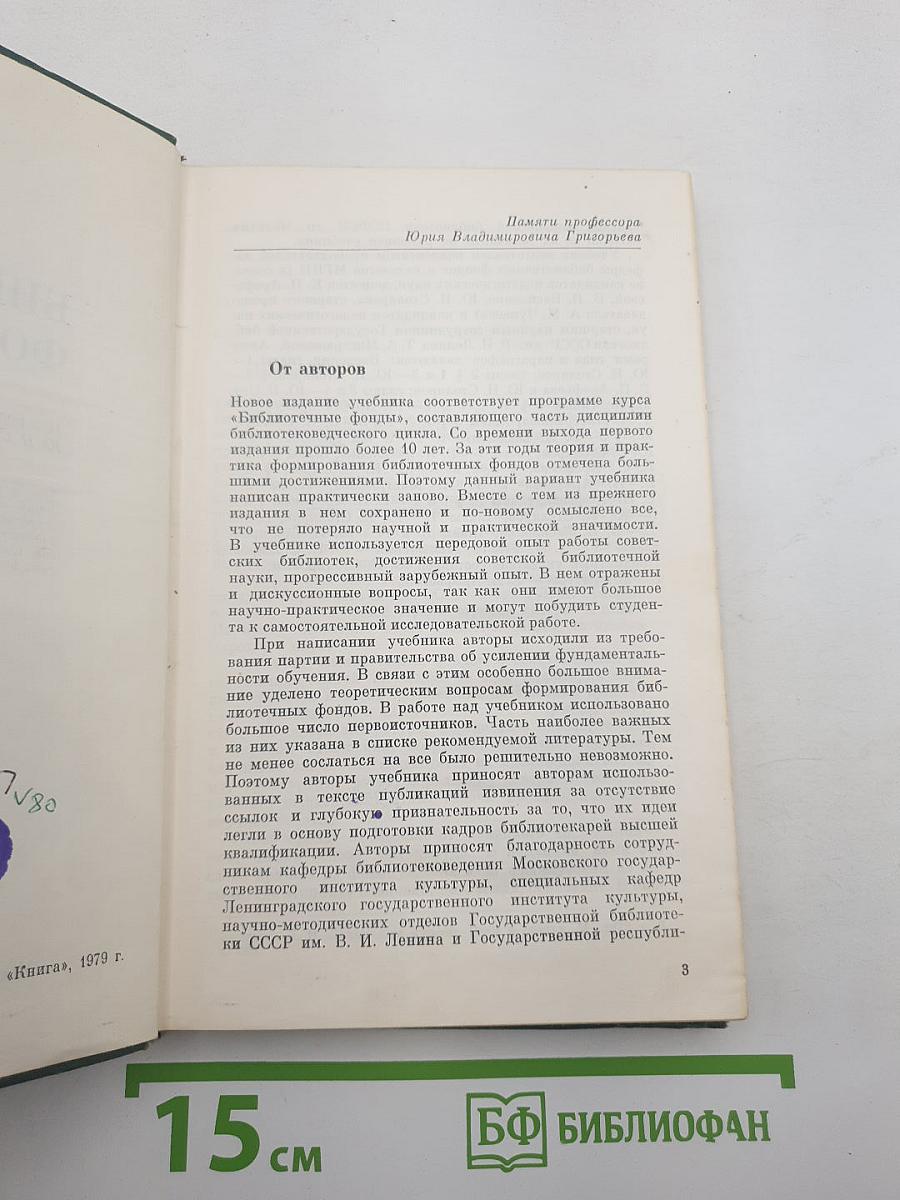 Памяти профессора
Юрия Владимировича Григорьева
От авторов
Новое издание учебника соответствует программе курса
«Библиотечные фонды», составляющего часть дисциплин
библиотековедческого цикла. Со времени выхода первого
издания прошло более 10 лет. За эти годы теория и прак-
тика формирования библиотечных фондов отмечена боль-
шими достижениями. Поэтому данный вариант учебника
написан практически заново. Вместе с тем из прежнего
издания в нем сохранено и по-новому осмыслено все,
что не потеряло научной и практической значимости.
В учебнике используется передовой опыт работы совет-
ских библиотек, достижения советской библиотечной
науки, прогрессивный зарубежный опыт. В нем отражены
и дискуссионные вопросы, так как они имеют большое
научно-практическое значение и могут побудить студен-
та к самостоятельной исследовательской работе.
При написании учебника авторы исходили из требо-
вания партии и правительства об усилении фундаменталь-
ности обучения. В связи с этим особенно большое внима-
ние уделено теоретическим вопросам формирования биб-
лиотечных фондов. В работе над учебником использовано
большое число первоисточников. Часть наиболее важных
из них указана в списке рекомендуемой литературы. Тем
не менее сослаться на все было решительно невозможно.
Поэтому авторы учебника приносят авторам использо-
ванных в тексте публикаций извинения за отсутствие
ссылок и глубокую признательность за то, что их идеи
легли в основу подготовки кадров библиотекарей высшей
квалификации. Авторы приносят благодарность сотруд-
никам кафедры библиотековедения Московского государ-
ственного института культуры, специальных кафедр
Ленинградского государственного института культуры,
научно-методических отделов Государственной библиоте-
ки СССР им. В. И. Ленина и Государственной республи-
3
√80
«Книга», 1979 г.
15 см
БФ БИБЛИОФАН